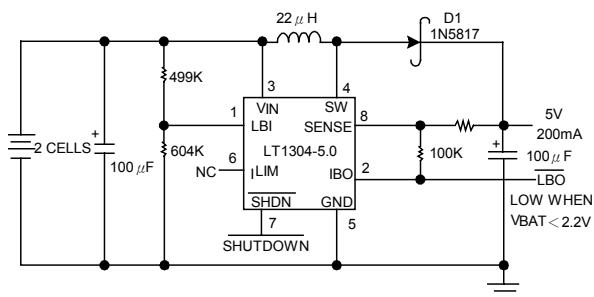 22μH
D1
1N5817
499K
3
4
VIN
SW
1
LBI
SENSE
8
5V
200mA
2 CELLS
+
100μF
604K
6
NC
ILIM
LT1304-5.0
IBO
2
100K
+
100μF
LBO
SHDN
GND
LOW WHEN
VBAT<2.2V
7
5
SHUTDOWN